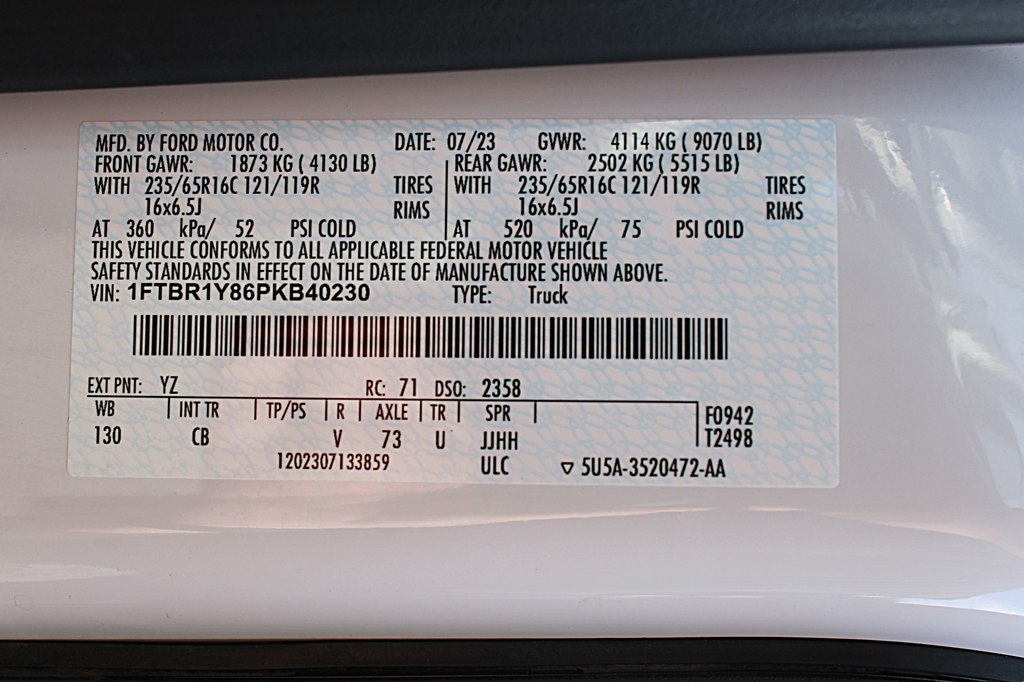 MFD. BY FORD MOTOR CO. DATE: 07/23 GVWR: 4114 KG ( 9070 LB)
FRONT GAWR: 1873 KG ( 4130 LB) REAR GAWR: 2502 KG ( 5515 LB)
WITH 235/65R16C 121/119R TIRES WITH 235/65R16C 121/119R TIRES
16x6.5J RIMS 16x6.5J RIMS
AT 360 kPa/ 52 PSI COLD AT 520 kPa/ 75 PSI COLD
THIS VEHICLE CONFORMS TO ALL APPLICABLE FEDERAL MOTOR VEHICLE
SAFETY STANDARDS IN EFFECT ON THE DATE OF MANUFACTURE SHOWN ABOVE.
VIN: 1FTBR1Y86PKB40230 TYPE: Truck
EXT PNT: YZ RC: 71 DSO: 2358
WB INT TR TP/PS R AXLE TR SPR F0942
130 CB V 73 U JJHH T2498
1202307133859 ULC ▽ 5U5A-3520472-AA